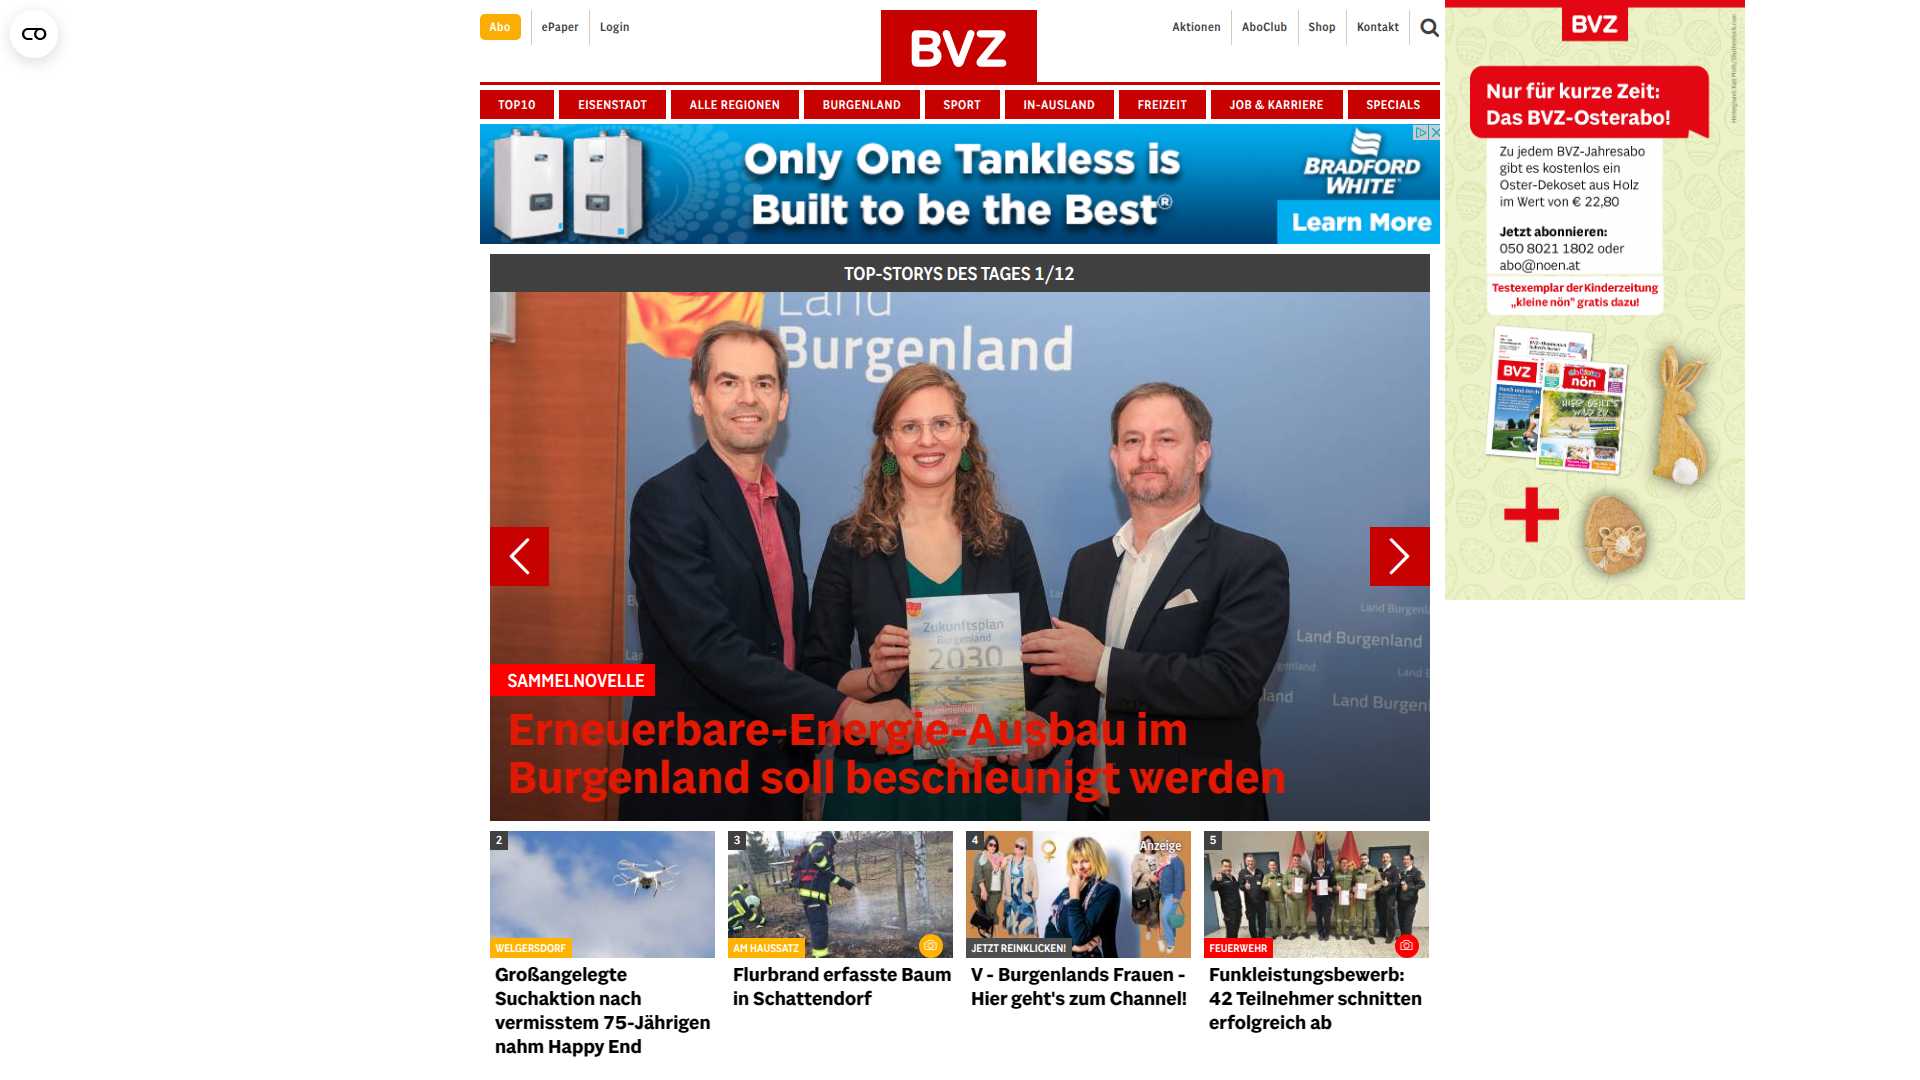 Abo
ePaper
Login
BVZ
Aktionen
AboClub
Shop
Kontakt
TOP10
EISENSTADT
ALLE REGIONEN
BURGENLAND
SPORT
IN-AUSLAND
FREIZEIT
JOB & KARRIERE
SPECIALS
Only One Tankless is
Built to be the Best®
BRADFORD
WHITE
Learn More
TOP-STORYS DES TAGES 1/12
Land
Burgenland
Land Burgenl
Land Burgenland
Land Burgen
Zukunftsplan
Burgenland
2030
SAMMELNOVELLE
Erneuerbare-Energie-Ausbau im
Burgenland soll beschleunigt werden
2
WELGERSDORF
Großangelegte
Suchaktion nach
vermisstem 75-Jährigen
nahm Happy End
3
AM HAUSSATZ
Flurbrand erfasste Baum
in Schattendorf
4
Anzeige
JETZT REINKLICKEN!
V - Burgenlands Frauen -
Hier geht's zum Channel!
5
FEUERWEHR
Funkleistungsbewerb:
42 Teilnehmer schnitten
erfolgreich ab
BVZ
Nur für kurze Zeit:
Das BVZ-Osterabo!
Zu jedem BVZ-Jahresabo
gibt es kostenlos ein
Oster-Dekoset aus Holz
im Wert von € 22,80
Jetzt abonnieren:
050 8021 1802 oder
abo@noen.at
Testexemplar der Kinderzeitung
„kleine nön" gratis dazu!
BVZ
nön